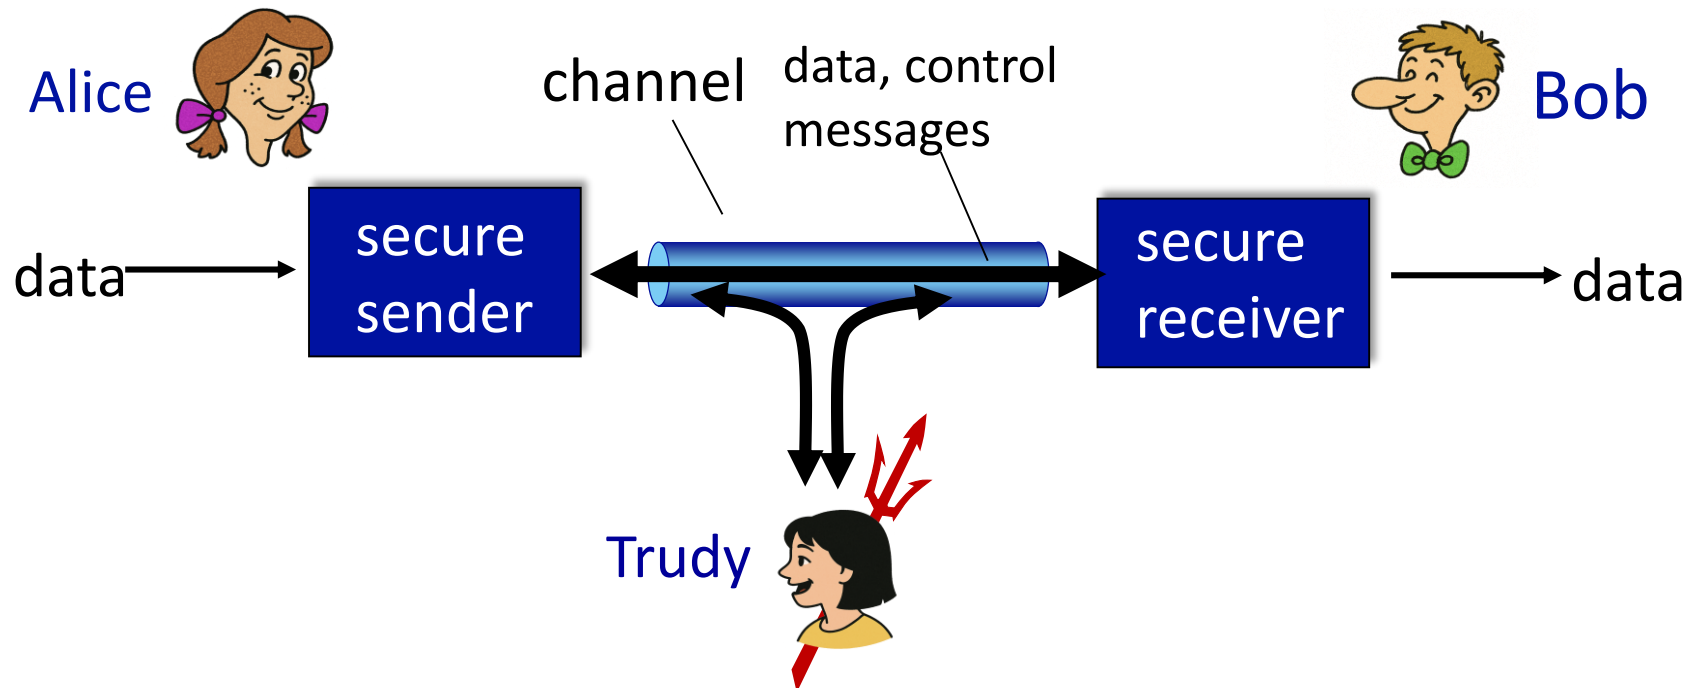 Alice
channel
data, control
messages
Bob
data
secure
sender
secure
receiver
data
Trudy